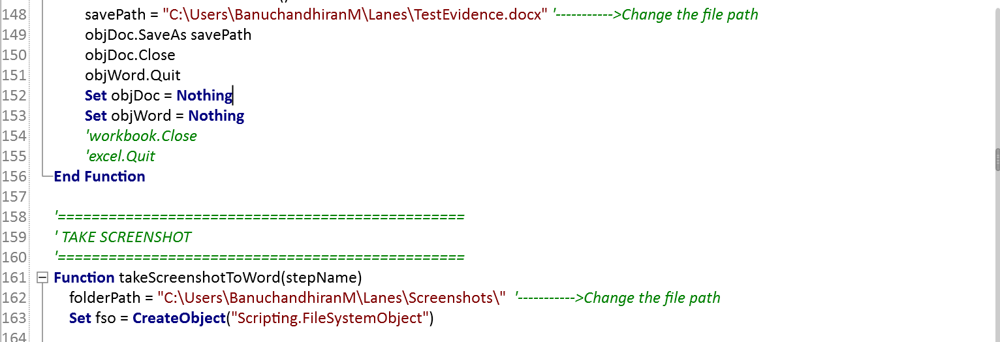 148 savePath = "C:\Users\BanuchandhiranM\Lanes\TestEvidence.docx" '----------->Change the file path
149 objDoc.SaveAs savePath
150 objDoc.Close
151 objWord.Quit
152 Set objDoc = Nothing
153 Set objWord = Nothing
154 'workbook.Close
155 'excel.Quit
156 End Function
157
158 '================================================
159 ' TAKE SCREENSHOT
160 '================================================
161 Function takeScreenshotToWord(stepName)
162 folderPath = "C:\Users\BanuchandhiranM\Lanes\Screenshots\" '----------->Change the file path
163 Set fso = CreateObject("Scripting.FileSystemObject")
164